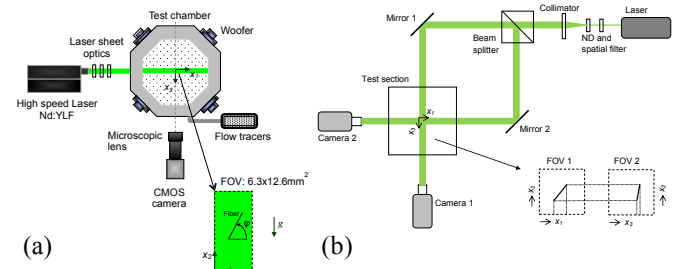 Test chamber
Woofer
Laser sheet
optics
x1
x3
High speed Laser
Nd:YLF
Microscopic
lens
Flow tracers
CMOS
camera
FOV: 6.3x12.6mm2
Fiber
φ
g
x2
(a)
Collimator
Laser
Mirror 1
Beam
splitter
ND and
spatial filter
Test section
x1
x3
Camera 2
Mirror 2
FOV 1
FOV 2
x2
x2
x1
x3
Camera 1
(b)